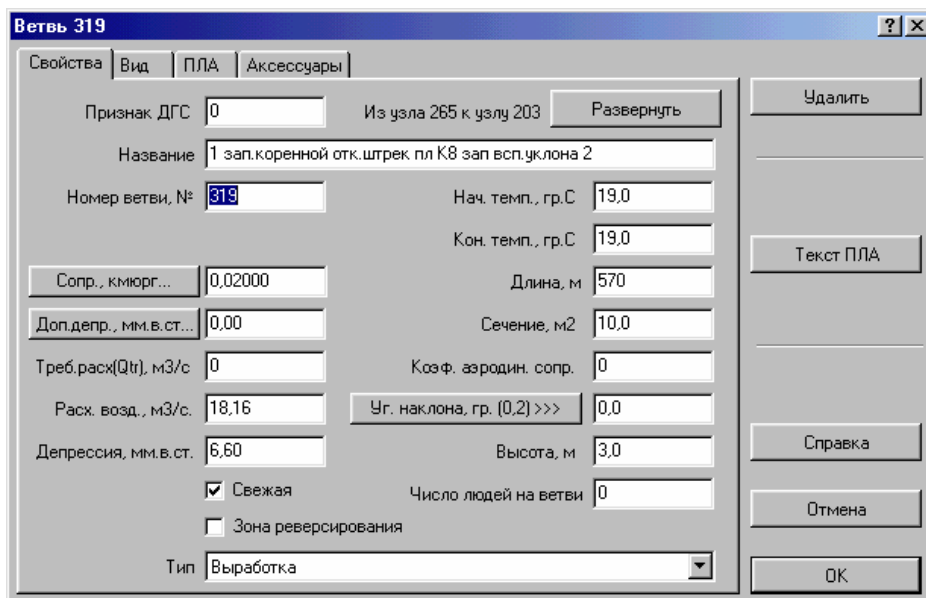 Ветвь 319
Свойства Вид ПЛА Аксессуары
Признак ДГС 0 Из узла 265 к узлу 203 Развернуть Удалить
Название 1 зап.коренной отк.штрек пл К8 зап всп.уклона 2
Номер ветви, № 319 Нач. темп., гр.С 19,0
Кон. темп., гр.С 19,0 Текст ПЛА
Сопр., кмюрг... 0,02000 Длина, м 570
Доп.депр., мм.в.ст... 0,00 Сечение, м2 10,0
Треб.расх(Qtr), м3/с 0 Коэф. аэродин. сопр. 0
Расх. возд., м3/с. 18,16 Уг. наклона, гр. (0,2) >>> 0,0
Депрессия, мм.в.ст. 6,60 Высота, м 3,0 Справка
Свежая Число людей на ветви 0 Отмена
Зона реверсирования
Тип Выработка OK